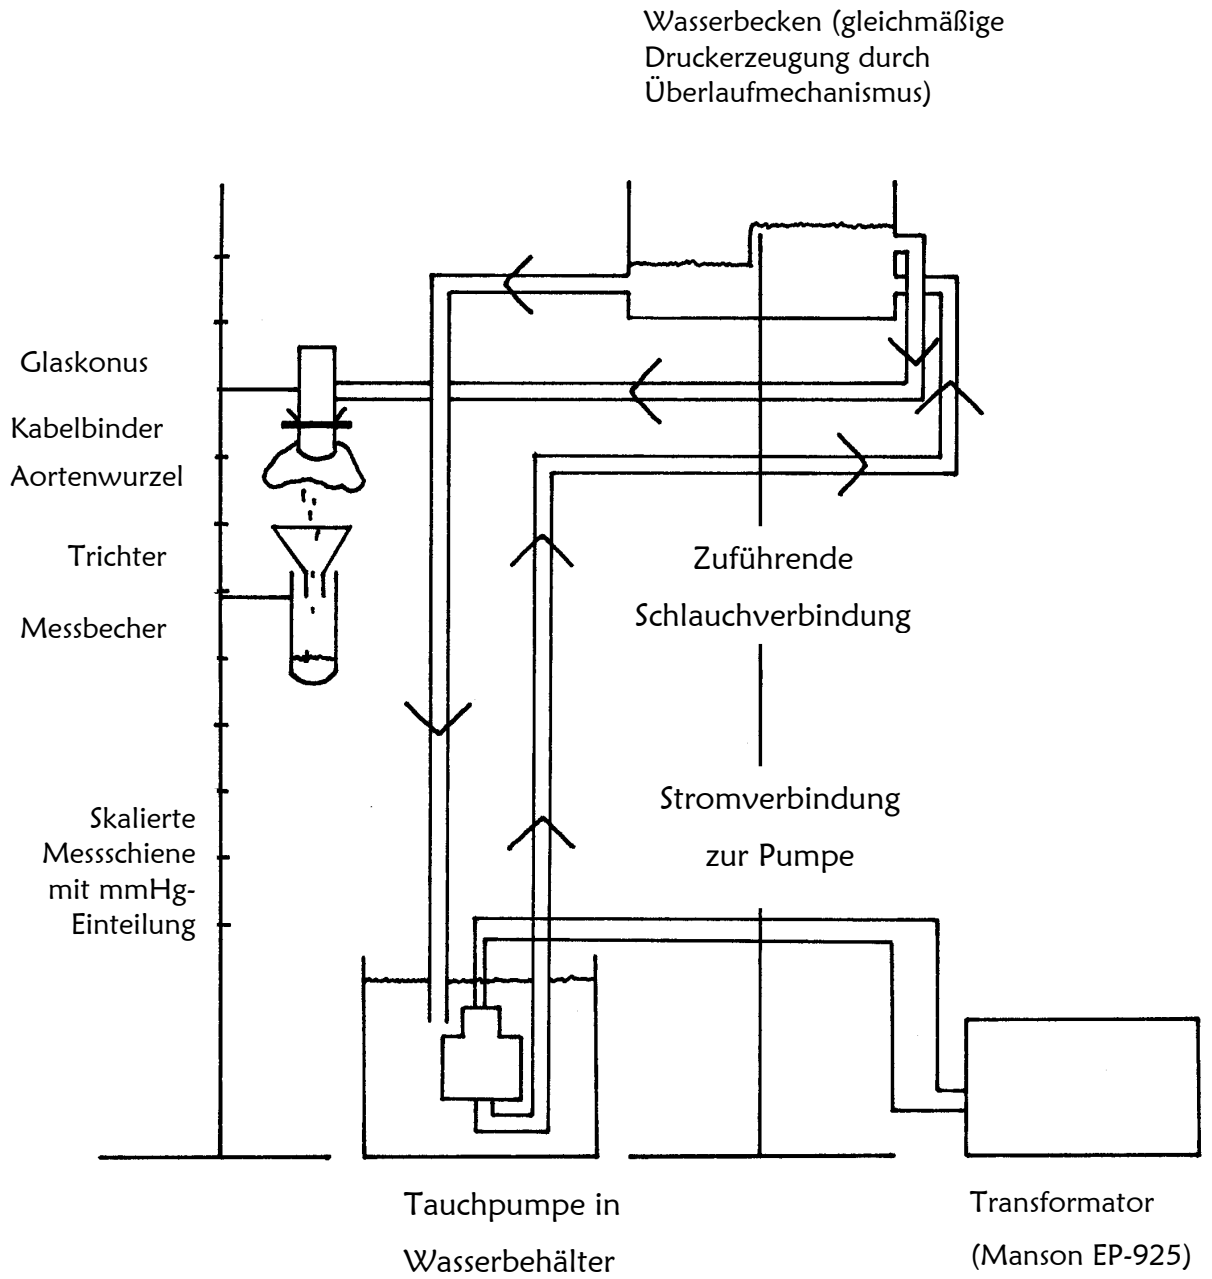 Wasserbecken (gleichmäßige
Druckerzeugung durch
Überlaufmechanismus)
Glaskonus
Kabelbinder
Aortenwurzel
Trichter
Messbecher
Zuführende
Schlauchverbindung
Stromverbindung
zur Pumpe
Skalierte
Messschiene
mit mmHg-
Einteilung
Tauchpumpe in
Wasserbehälter
Transformator
(Manson EP-925)